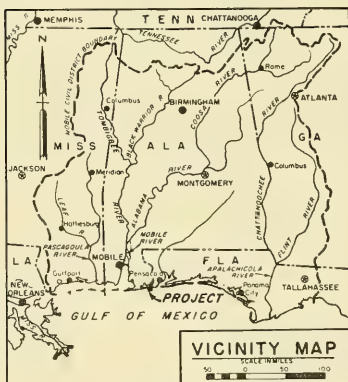 MEMPHIS
TENN
CHATTANOOGA
MISS R.
TENNESSEE
RIVER
N
MOBILE CIVIL DISTRICT BOUNDARY
RIVER
Rome
Columbus
BIRMINGHAM
COOSA
ATLANTA
TOMBIGBEE
BLACK WARRIOR R.
RIVER
MISS
ALA
GA
JACKSON
Meridian
RIVER
MONTGOMERY
Columbus
ALABAMA
RIVER
CHATTAHOOCHEE
FLINT
RIVER
LEAF
Hattiesburg
R.
PASCAGOULA
RIVER
MOBILE
MOBILE
RIVER
LA
FLA
APALACHICOLA
RIVER
Gulfport
Pensacola
Panama
City
TALLAHASSEE
NEW
ORLEANS
PROJECT
GULF OF MEXICO
VICINITY MAP
SCALE IN MILES
50 0 50 100